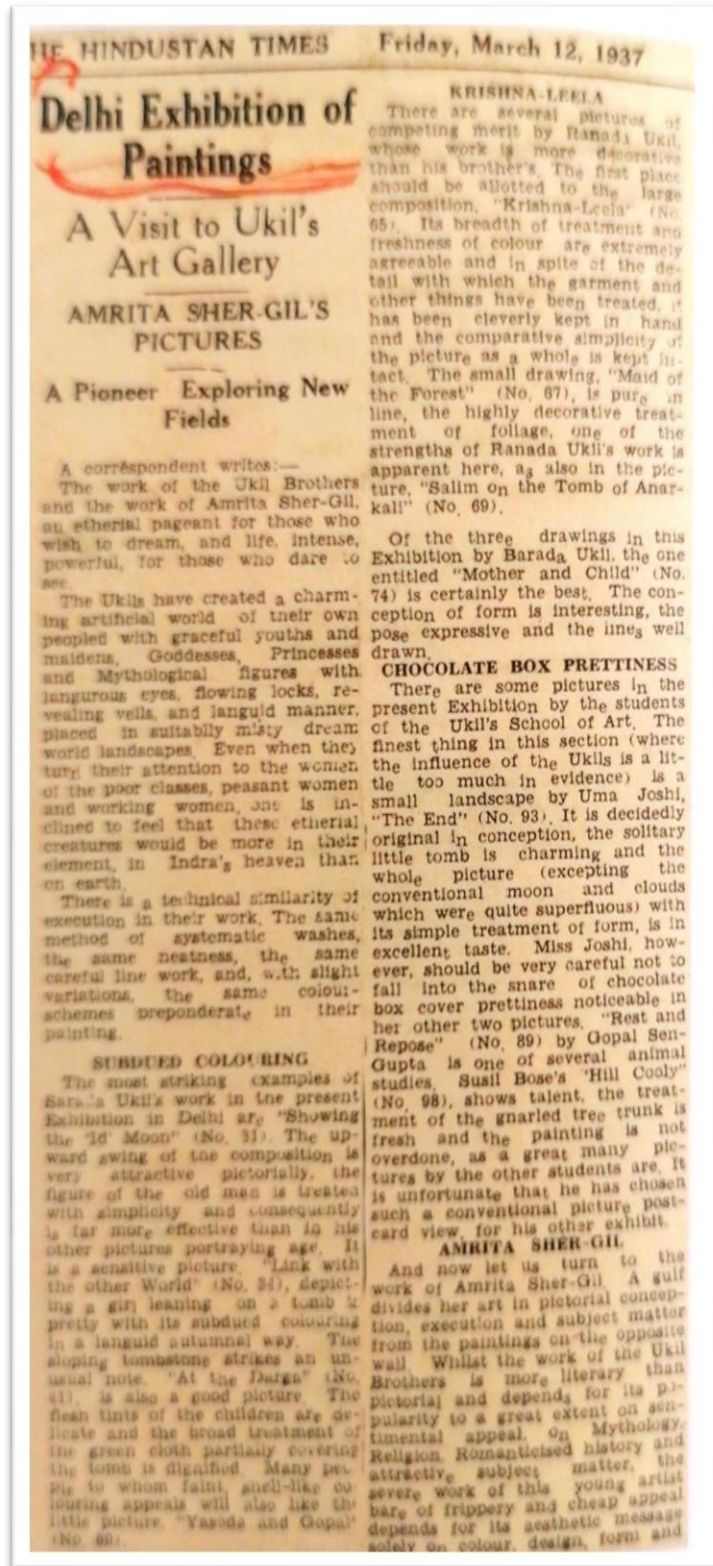 HE HINDUSTAN TIMES Friday, March 12, 1937
Delhi Exhibition of
Paintings
A Visit to Ukil's
Art Gallery
AMRITA SHER-GIL'S
PICTURES
A Pioneer Exploring New
Fields
A correspondent writes:—
The work of the Ukil Brothers
and the work of Amrita Sher-Gil,
an etherial pageant for those who
wish to dream, and life, intense,
powerful, for those who dare to
see.
The Ukils have created a charm-
ing artificial world of their own
peopled with graceful youths and
maidens, Goddesses, Princesses
and Mythological figures with
langurous eyes, flowing locks, re-
vealing veils, and languid manner,
placed in suitablly misty dream
world landscapes. Even when they
turn their attention to the women
of the poor classes, peasant women
and working women, one is in-
clined to feel that these etherial
creatures would be more in their
element, in Indra's heaven than
on earth.
There is a technical similarity of
execution in their work. The same
method of systematic washes,
the same neatness, the same
careful line work, and, with slight
variations, the same colour-
schemes preponderate in their
painting.
SUBDUED COLOURING
The most striking examples of
Sarada Ukil's work in the present
Exhibition in Delhi are "Showing
the 'Id Moon" (No. 31). The up-
ward swing of the composition is
very attractive pictorially, the
figure of the old man is treated
with simplicity and consequently
is far more effective than in his
other pictures portraying age. It
is a sensitive picture. "Link with
the other World" (No. 34), depict-
ing a girl leaning on a tomb is
pretty with its subdued colouring
in a languid autumnal way. The
sloping tombstone strikes an un-
usual note. "At the Darga" (No.
41), is also a good picture. The
flesh tints of the children are de-
licate and the broad treatment of
the green cloth partially covering
the tomb is dignified. Many peo-
ple to whom faint, shell-like co-
louring appeals will also like the
little picture, "Yasoda and Gopal"
(No. 60).
KRISHNA-LEELA
There are several pictures of
competing merit by Ranada Ukil,
whose work is more decorative
than his brother's. The first place
should be allotted to the large
composition, "Krishna-Leela" (No.
65). Its breadth of treatment and
freshness of colour are extremely
agreeable and in spite of the de-
tail with which the garment and
other things have been treated, it
has been cleverly kept in hand
and the comparative simplicity of
the picture as a whole is kept in-
tact. The small drawing, "Maid of
the Forest" (No. 67), is pure in
line, the highly decorative treat-
ment of foliage, one of the
strengths of Ranada Ukil's work is
apparent here, as also in the pic-
ture, "Salim on the Tomb of Anar-
kali" (No. 69).
Of the three drawings in this
Exhibition by Barada Ukil, the one
entitled "Mother and Child" (No.
74) is certainly the best. The con-
ception of form is interesting, the
pose expressive and the lines well
drawn.
CHOCOLATE BOX PRETTINESS
There are some pictures in the
present Exhibition by the students
of the Ukil's School of Art. The
finest thing in this section (where
the influence of the Ukils is a lit-
tle too much in evidence) is a
small landscape by Uma Joshi,
"The End" (No. 93). It is decidedly
original in conception, the solitary
little tomb is charming and the
whole picture (excepting the
conventional moon and clouds
which were quite superfluous) with
its simple treatment of form, is in
excellent taste. Miss Joshi, how-
ever, should be very careful not to
fall into the snare of chocolate
box cover prettiness noticeable in
her other two pictures. "Rest and
Repose" (No. 89) by Gopal Sen-
Gupta is one of several animal
studies. Susil Bose's 'Hill Cooly"
(No. 98), shows talent, the treat-
ment of the gnarled tree trunk is
fresh and the painting is not
overdone, as a great many pic-
tures by the other students are. It
is unfortunate that he has chosen
such a conventional picture post-
card view, for his other exhibit.
AMRITA SHER-GIL
And now let us turn to the
work of Amrita Sher-Gil. A gulf
divides her art in pictorial concep-
tion, execution and subject matter
from the paintings on the opposite
wall. Whilst the work of the Ukil
Brothers is more literary than
pictorial and depends for its po-
pularity to a great extent on sen-
timental appeal, on Mythology,
Religion, Romanticised history and
attractive subject matter, the
severe work of this young artist
bare of frippery and cheap appeal
depends for its aesthetic message
solely on colour, design, form and